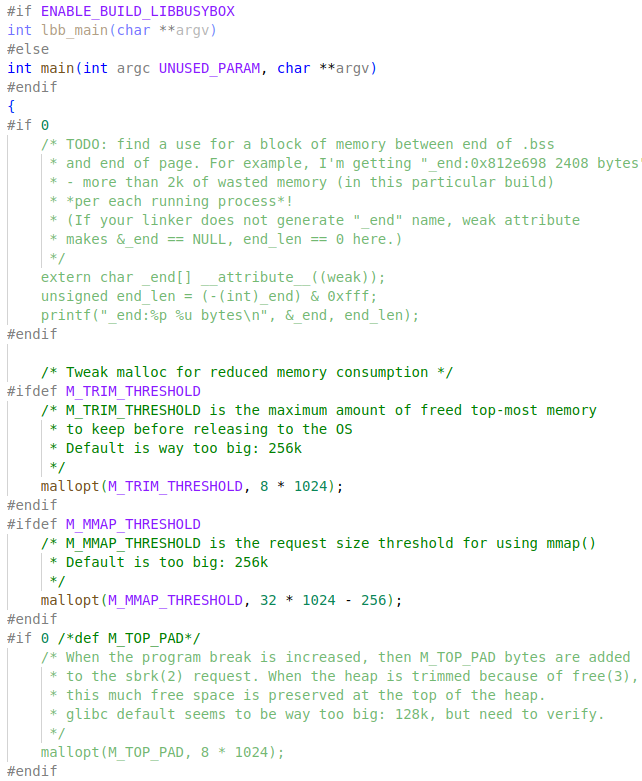 #if ENABLE_BUILD_LIBBUSYBOX
int lbb_main(char **argv)
#else
int main(int argc UNUSED_PARAM, char **argv)
#endif
{
#if 0
    /* TODO: find a use for a block of memory between end of .bss
     * and end of page. For example, I'm getting "_end:0x812e698 2408 bytes"
     * - more than 2k of wasted memory (in this particular build)
     * *per each running process*!
     * (If your linker does not generate "_end" name, weak attribute
     * makes &_end == NULL, end_len == 0 here.)
     */
    extern char _end[] __attribute__((weak));
    unsigned end_len = (-(int)_end) & 0xfff;
    printf("_end:%p %u bytes\n", &_end, end_len);
#endif

    /* Tweak malloc for reduced memory consumption */
#ifdef M_TRIM_THRESHOLD
    /* M_TRIM_THRESHOLD is the maximum amount of freed top-most memory
     * to keep before releasing to the OS
     * Default is way too big: 256k
     */
    mallopt(M_TRIM_THRESHOLD, 8 * 1024);
#endif
#ifdef M_MMAP_THRESHOLD
    /* M_MMAP_THRESHOLD is the request size threshold for using mmap()
     * Default is too big: 256k
     */
    mallopt(M_MMAP_THRESHOLD, 32 * 1024 - 256);
#endif
#if 0 /*def M_TOP_PAD*/
    /* When the program break is increased, then M_TOP_PAD bytes are added
     * to the sbrk(2) request. When the heap is trimmed because of free(3),
     * this much free space is preserved at the top of the heap.
     * glibc default seems to be way too big: 128k, but need to verify.
     */
    mallopt(M_TOP_PAD, 8 * 1024);
#endif